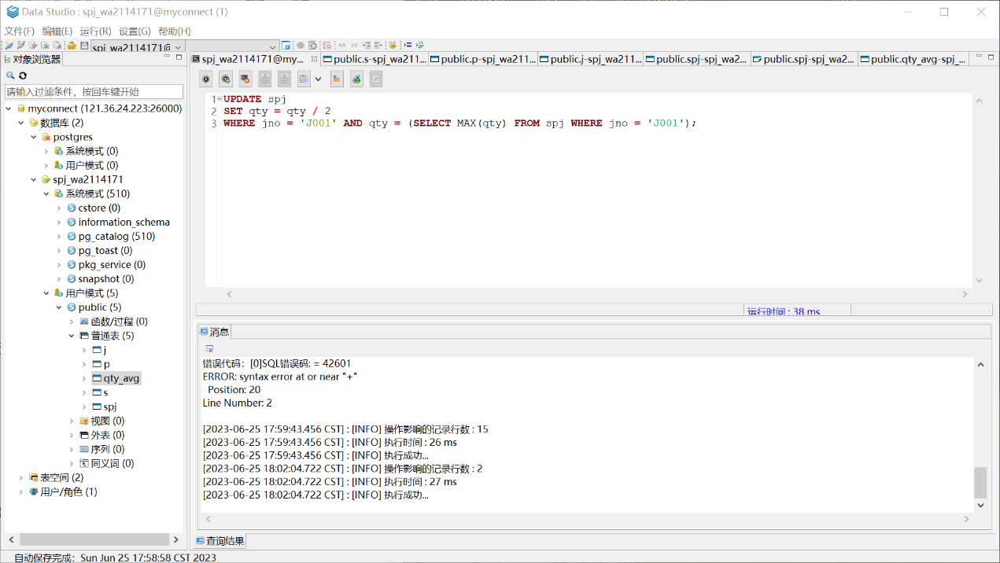 Data Studio : spj_wa2114171@myconnect (1)
文件(F) 编辑(E) 运行(R) 设置(G) 帮助(H)
spj_wa2114171@
对象浏览器
请输入过滤条件，按回车键开始
myconnect (121.36.24.223:26000)
数据库 (2)
postgres
系统模式 (0)
用户模式 (0)
spj_wa2114171
系统模式 (510)
cstore (0)
information_schema
pg_catalog (510)
pg_toast (0)
pkg_service (0)
snapshot (0)
用户模式 (5)
public (5)
函数/过程 (0)
普通表 (5)
j
p
qty_avg
s
spj
视图 (0)
外表 (0)
序列 (0)
同义词 (0)
表空间 (2)
用户/角色 (1)
spj_wa2114171@my... public.s-spj_wa211... public.p-spj_wa211... public.j-spj_wa211... public.spj-spj_wa2... public.spj-spj_wa2... public.qty_avg-spj_...
1 UPDATE spj
2 SET qty = qty / 2
3 WHERE jno = 'J001' AND qty = (SELECT MAX(qty) FROM spj WHERE jno = 'J001');
运行时间 : 38 ms
消息
错误代码：[0]SQL错误码: = 42601
ERROR: syntax error at or near "+"
Position: 20
Line Number: 2
[2023-06-25 17:59:43.456 CST] : [INFO] 操作影响的记录行数 : 15
[2023-06-25 17:59:43.456 CST] : [INFO] 执行时间 : 26 ms
[2023-06-25 17:59:43.456 CST] : [INFO] 执行成功...
[2023-06-25 18:02:04.722 CST] : [INFO] 操作影响的记录行数 : 2
[2023-06-25 18:02:04.722 CST] : [INFO] 执行时间 : 27 ms
[2023-06-25 18:02:04.722 CST] : [INFO] 执行成功...
查询结果
自动保存完成：Sun Jun 25 17:58:58 CST 2023